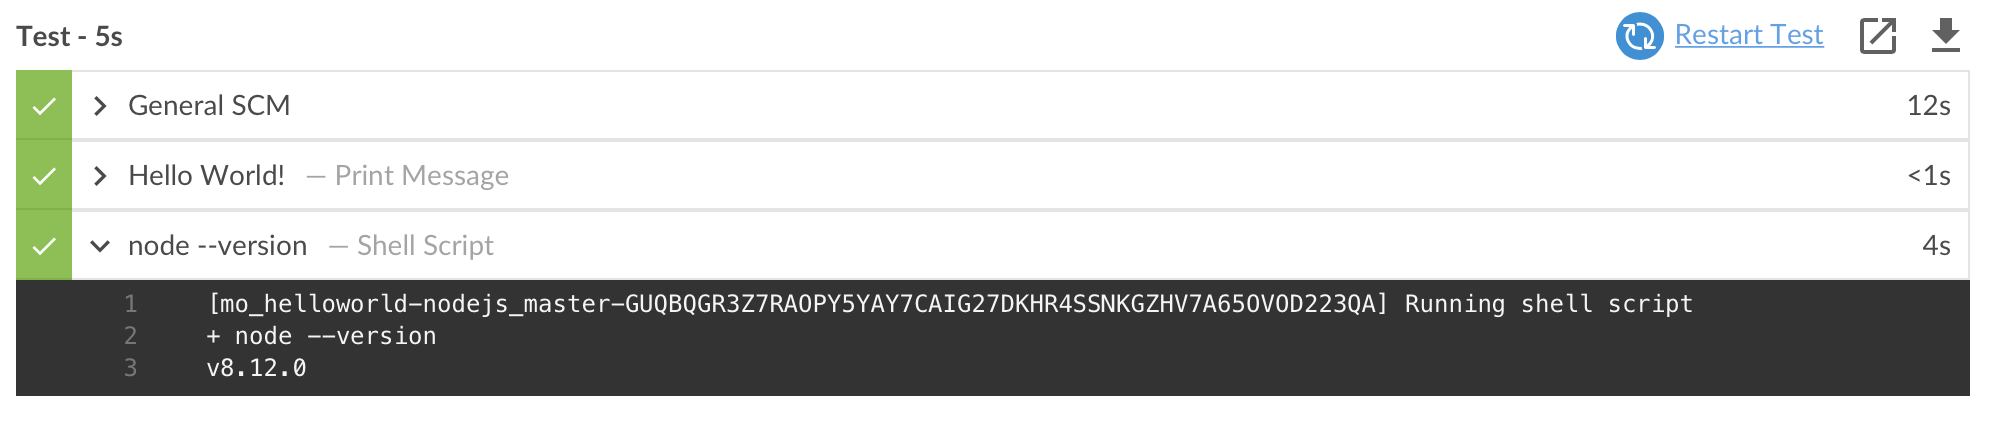 Test - 5s Restart Test
General SCM 12s
Hello World! — Print Message <1s
node --version — Shell Script 4s
1 [mo_helloworld-nodejs_master-GUQBQGR3Z7RAOPY5YAY7CAIG27DKHR4SSNKGZHV7A65OVOD223QA] Running shell script
2 + node --version
3 v8.12.0